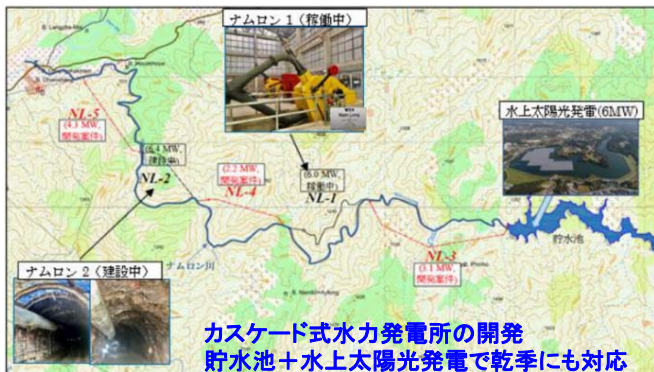 ナムロン 1（稼働中）
水上太陽光発電(6MW)
NL-5
(4.3 MW,
開発案件)
(6.4 MW,
建設中)
NL-2
(2.2 MW,
開発案件)
NL-4
(6.0 MW,
稼働中)
NL-1
貯水池
NL-3
(3.1 MW,
開発案件)
ナムロン川
ナムロン 2（建設中）
カスケード式水力発電所の開発
貯水池＋水上太陽光発電で乾季にも対応